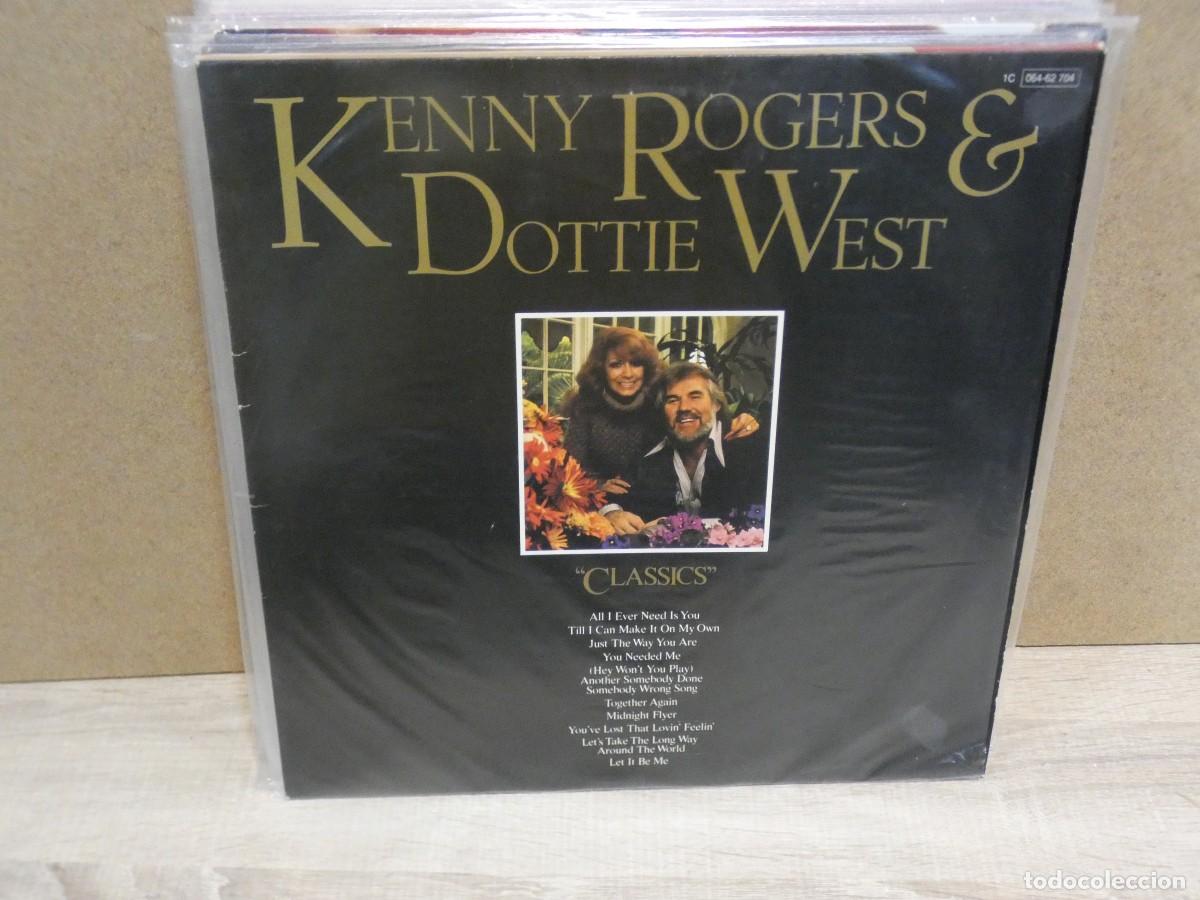 1C 064-62 704
KENNY ROGERS &
DOTTIE WEST
“CLASSICS”
All I Ever Need Is You
Till I Can Make It On My Own
Just The Way You Are
You Needed Me
(Hey Won't You Play)
Another Somebody Done
Somebody Wrong Song
Together Again
Midnight Flyer
You've Lost That Lovin' Feelin'
Let's Take The Long Way
Around The World
Let It Be Me
todocoleccion